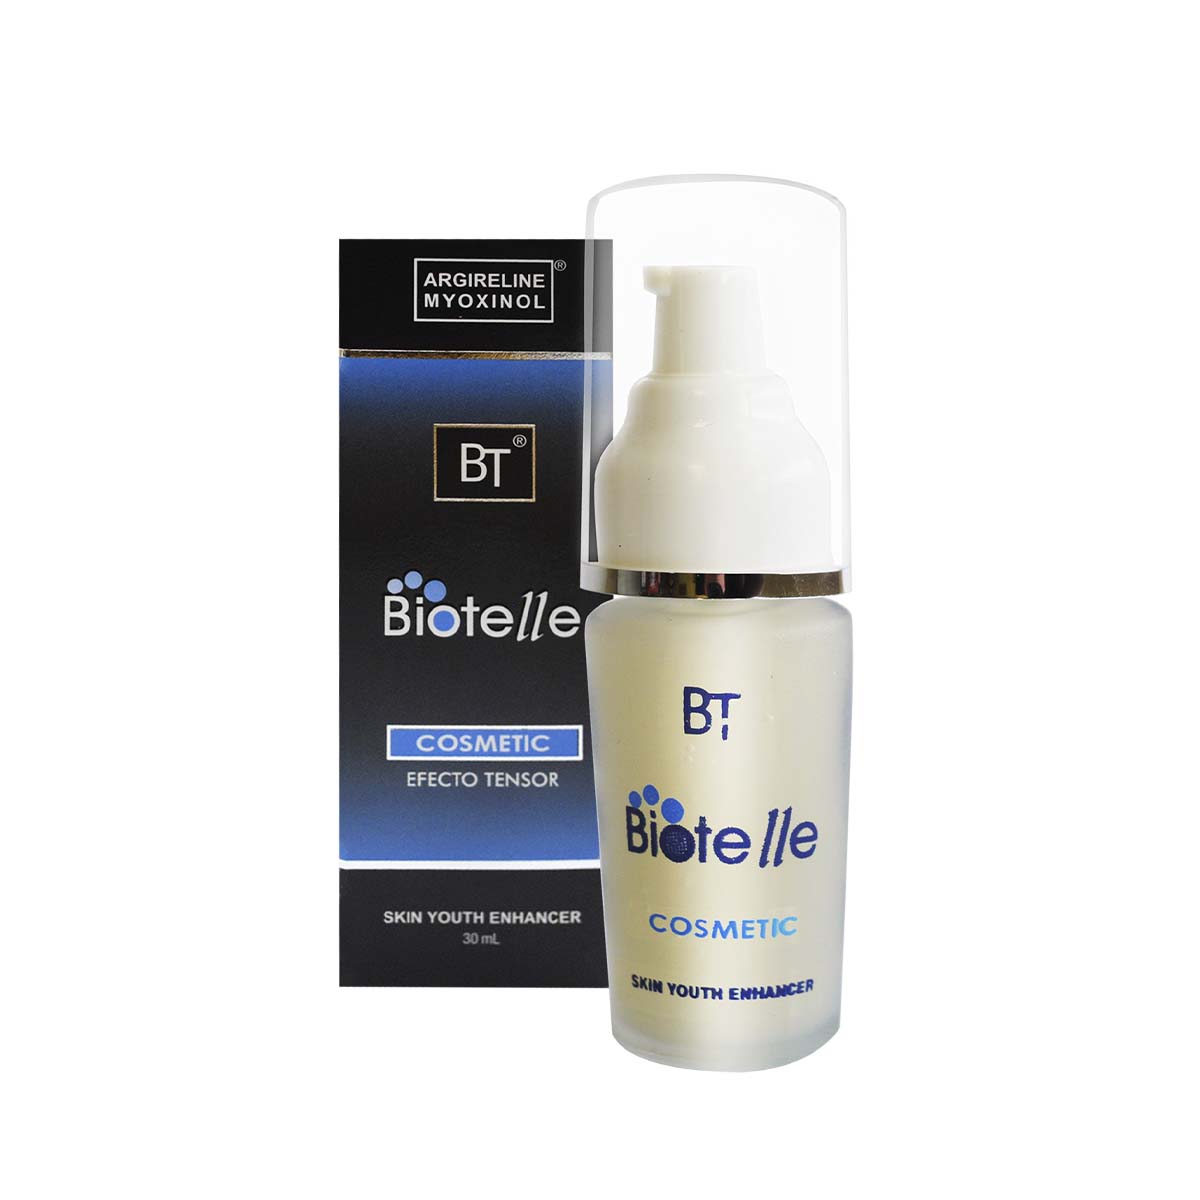 ARGIRELINE®
MYOXINOL
BT®
Biotelle
COSMETIC
EFECTO TENSOR
SKIN YOUTH ENHANCER
30 mL
BT
Biotelle
COSMETIC
SKIN YOUTH ENHANCER